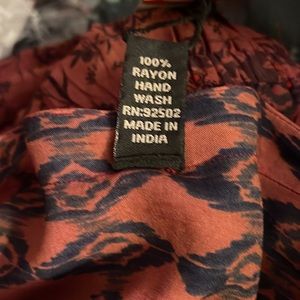 100%
RAYON
HAND
WASH
RN:92502
MADE IN
INDIA